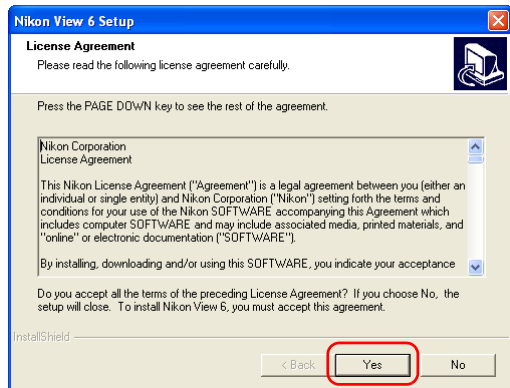 Nikon View 6 Setup
License Agreement
Please read the following license agreement carefully.
Press the PAGE DOWN key to see the rest of the agreement.
Nikon Corporation
License Agreement
This Nikon License Agreement ("Agreement") is a legal agreement between you (either an
individual or single entity) and Nikon Corporation ("Nikon") setting forth the terms and
conditions for your use of the Nikon SOFTWARE accompanying this Agreement which
includes computer SOFTWARE and may include associated media, printed materials, and
"online" or electronic documentation ("SOFTWARE").
By installing, downloading and/or using this SOFTWARE, you indicate your acceptance
Do you accept all the terms of the preceding License Agreement? If you choose No, the
setup will close. To install Nikon View 6, you must accept this agreement.
InstallShield
< Back Yes No